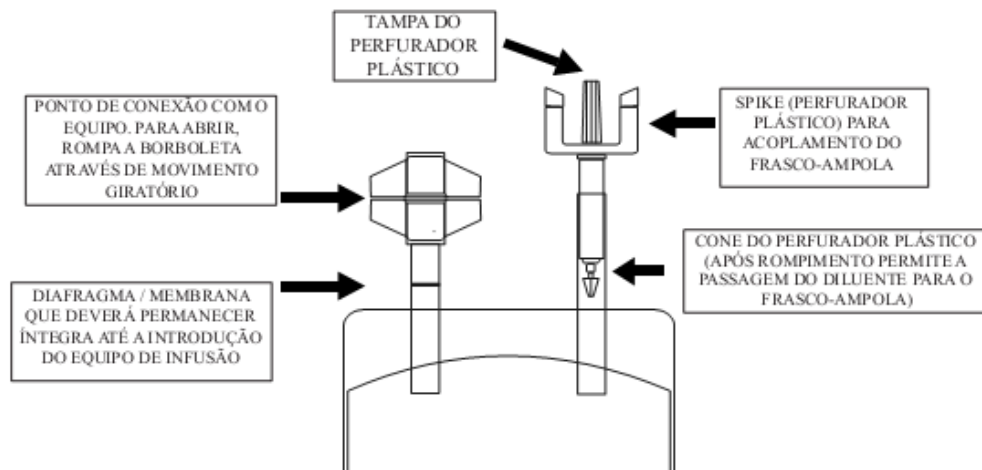 TAMPA DO
PERFURADOR
PLÁSTICO
PONTO DE CONEXÃO COM O
EQUIPO. PARA ABRIR,
ROMPA A BORBOLETA
ATRAVÉS DE MOVIMENTO
GIRATÓRIO
SPIKE (PERFURADOR
PLÁSTICO) PARA
ACOPLAMENTO DO
FRASCO-AMPOLA
DIAFRAGMA / MEMBRANA
QUE DEVERÁ PERMANECER
ÍNTEGRA ATÉ A INTRODUÇÃO
DO EQUIPO DE INFUSÃO
CONE DO PERFURADOR PLÁSTICO
(APÓS ROMPIMENTO PERMITE A
PASSAGEM DO DILUENTE PARA O
FRASCO-AMPOLA)